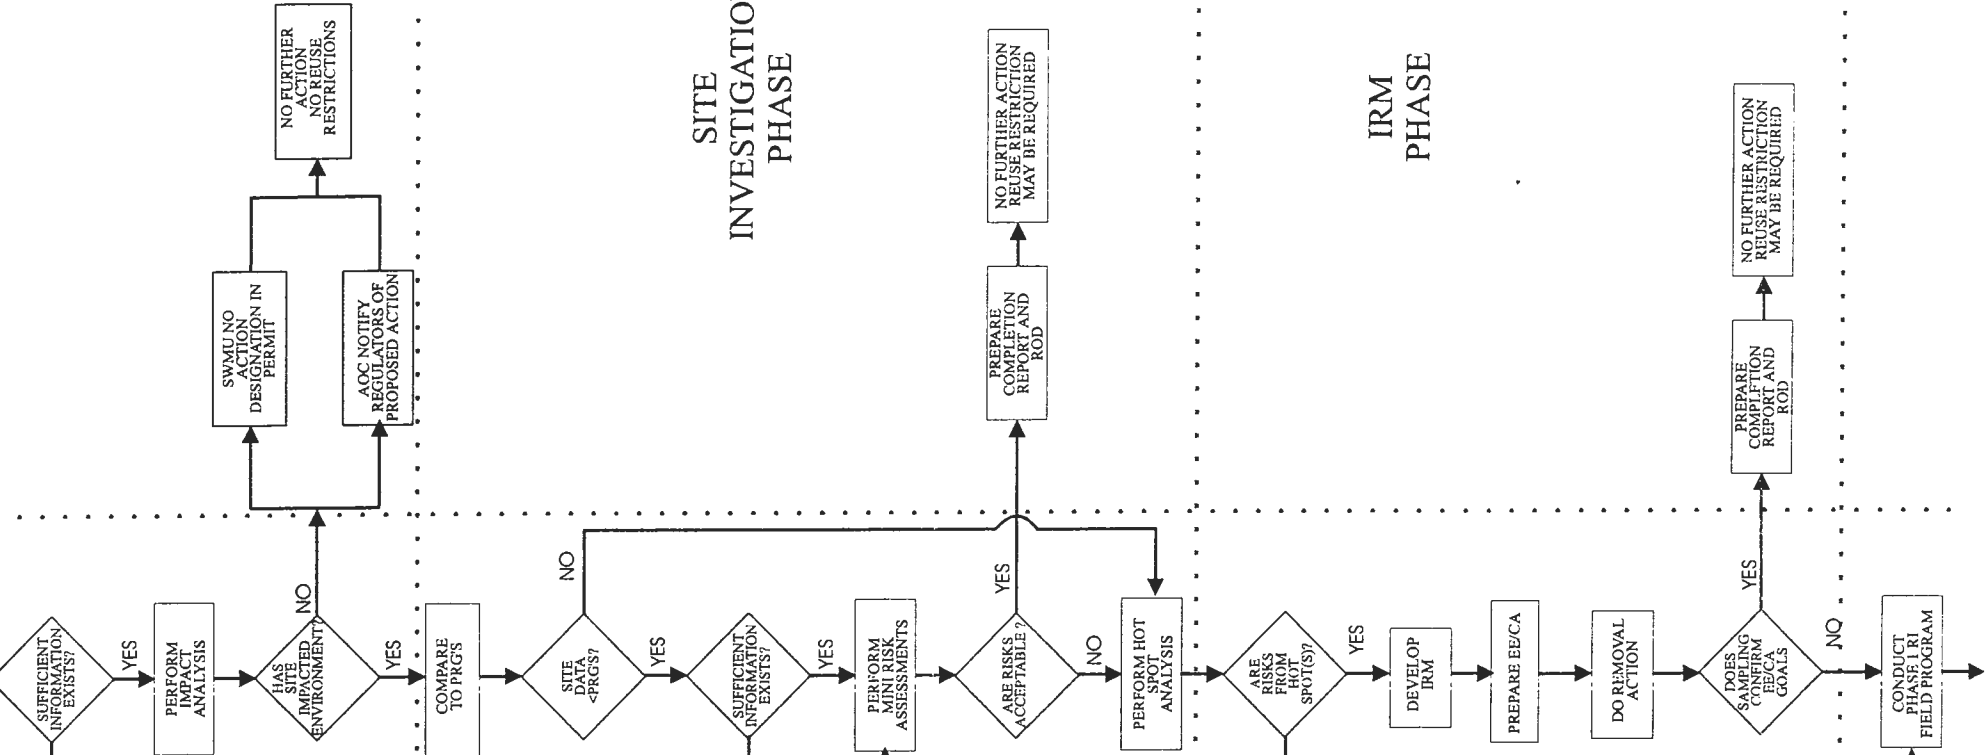 SUFFICIENT
INFORMATION
EXISTS?
YES
PERFORM
IMPACT
ANALYSIS
HAS
SITE
IMPACTED
ENVIRONMENT?
NO
YES
SWMU NO
ACTION
DESIGNATION IN
PERMIT
AOC NOTIFY
REGULATORS OF
PROPOSED ACTION
NO FURTHER
ACTION
NO REUSE
RESTRICTIONS
SITE
INVESTIGATIO
PHASE
COMPARE
TO PRG'S
SITE
DATA
<PRG'S?
NO
YES
SUFFICIENT
INFORMATION
EXISTS?
YES
PERFORM
MINI RISK
ASSESSMENTS
ARE RISKS
ACCEPTABLE ?
YES
NO
PREPARE
COMPLETION
REPORT AND
ROD
NO FURTHER ACTION
REUSE RESTRICTION
MAY BE REQUIRED
PERFORM HOT
SPOT
ANALYSIS
IRM
PHASE
ARE
RISKS
FROM
HOT
SPOT(S)?
YES
DEVELOP
IRM
PREPARE EE/CA
DO REMOVAL
ACTION
DOES
SAMPLING
CONFIRM
EE/CA
GOALS
YES
NO
PREPARE
COMPLETION
REPORT AND
ROD
NO FURTHER ACTION
REUSE RESTRICTION
MAY BE REQUIRED
CONDUCT
PHASE I RI
FIELD PROGRAM